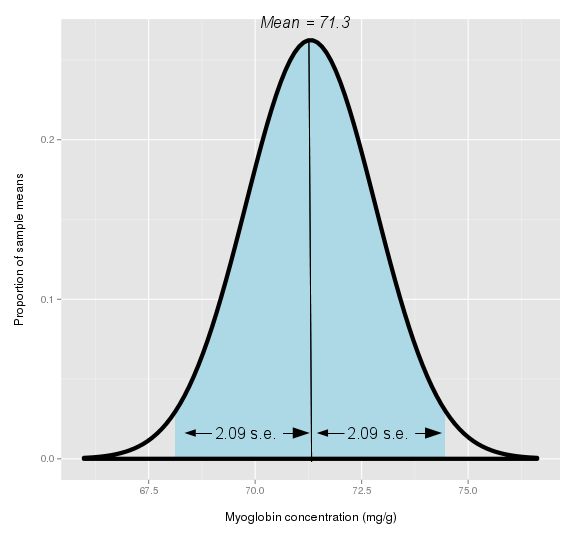 Mean = 71.3
0.2
0.1
0.0
Proportion of sample means
2.09 s.e. 2.09 s.e.
67.5 70.0 72.5 75.0
Myoglobin concentration (mg/g)